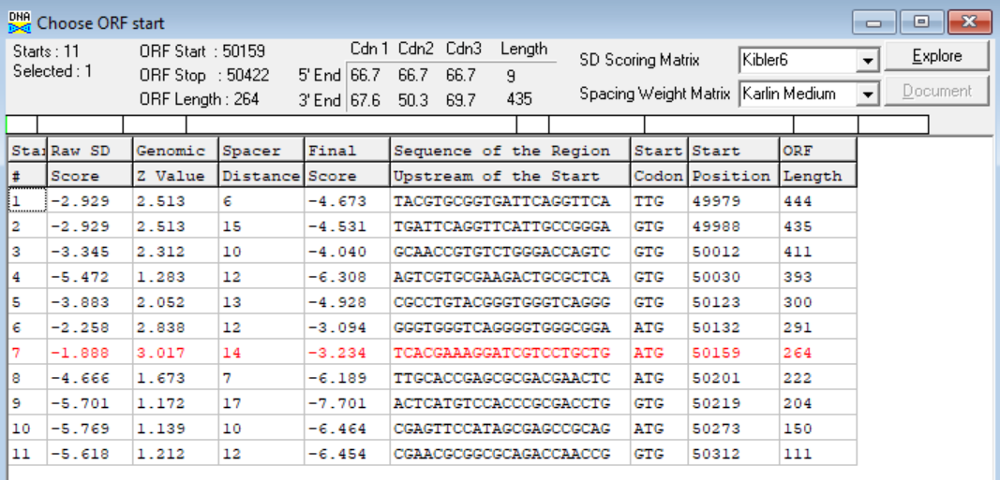 DNA Choose ORF start
Starts : 11 ORF Start : 50159 Cdn 1 Cdn2 Cdn3 Length SD Scoring Matrix Kibler6 Explore
Selected : 1 ORF Stop : 50422 5' End 66.7 66.7 66.7 9
ORF Length : 264 3' End 67.6 50.3 69.7 435 Spacing Weight Matrix Karlin Medium Document
Star Raw SD Genomic Spacer Final Sequence of the Region Start Start ORF
# Score Z Value Distance Score Upstream of the Start Codon Position Length
1 -2.929 2.513 6 -4.673 TACGTGCGGTGATTCAGGTTCA TTG 49979 444
2 -2.929 2.513 15 -4.531 TGATTCAGGTTCATTGCCGGGA GTG 49988 435
3 -3.345 2.312 10 -4.040 GCAACCGTGTCTGGGACCAGTC GTG 50012 411
4 -5.472 1.283 12 -6.308 AGTCGTGCGAAGACTGCGCTCA GTG 50030 393
5 -3.883 2.052 13 -4.928 CGCCTGTACGGGTGGGTCAGGG GTG 50123 300
6 -2.258 2.838 12 -3.094 GGGTGGGTCAGGGGTGGGCGGA ATG 50132 291
7 -1.888 3.017 14 -3.234 TCACGAAAGGATCGTCCTGCTG ATG 50159 264
8 -4.666 1.673 7 -6.189 TTGCACCGAGCGCGACGAACTC ATG 50201 222
9 -5.701 1.172 17 -7.701 ACTCATGTCCACCCGCGACCTG GTG 50219 204
10 -5.769 1.139 10 -6.464 CGAGTTCCATAGCGAGCCGCAG ATG 50273 150
11 -5.618 1.212 12 -6.454 CGAACGCGGCGCAGACCAACCG GTG 50312 111